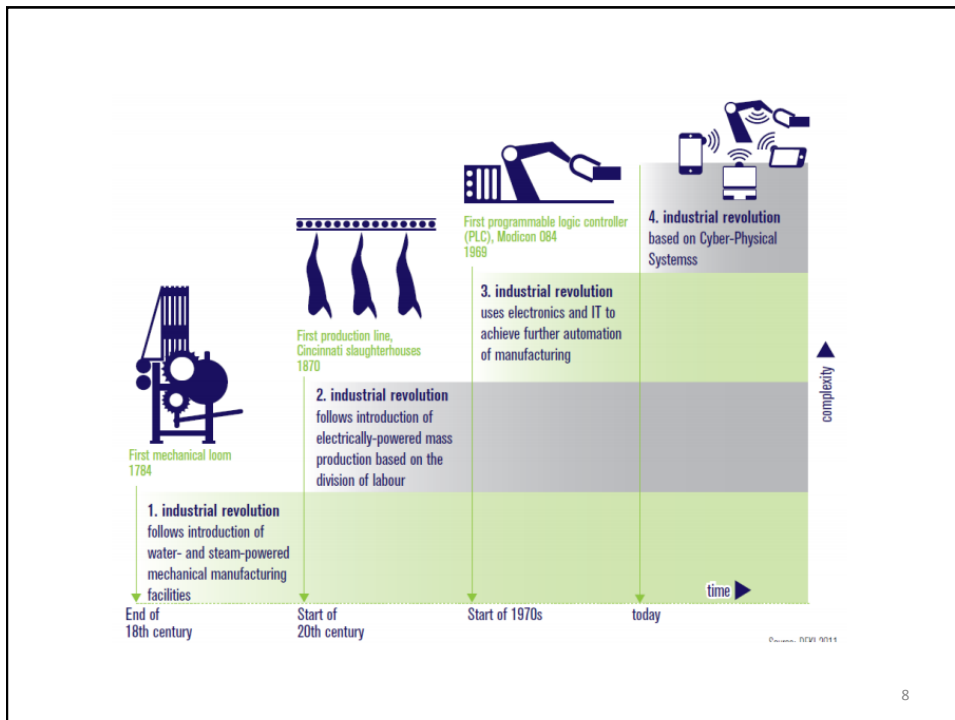 First mechanical loom
1784
1. industrial revolution
follows introduction of
water- and steam-powered
mechanical manufacturing
facilities
End of
18th century
First production line,
Cincinnati slaughterhouses
1870
2. industrial revolution
follows introduction of
electrically-powered mass
production based on the
division of labour
Start of
20th century
First programmable logic controller
(PLC), Modicon 084
1969
3. industrial revolution
uses electronics and IT to
achieve further automation
of manufacturing
Start of 1970s
4. industrial revolution
based on Cyber-Physical
Systemss
today
complexity
time
Source: DFKI 2011
8